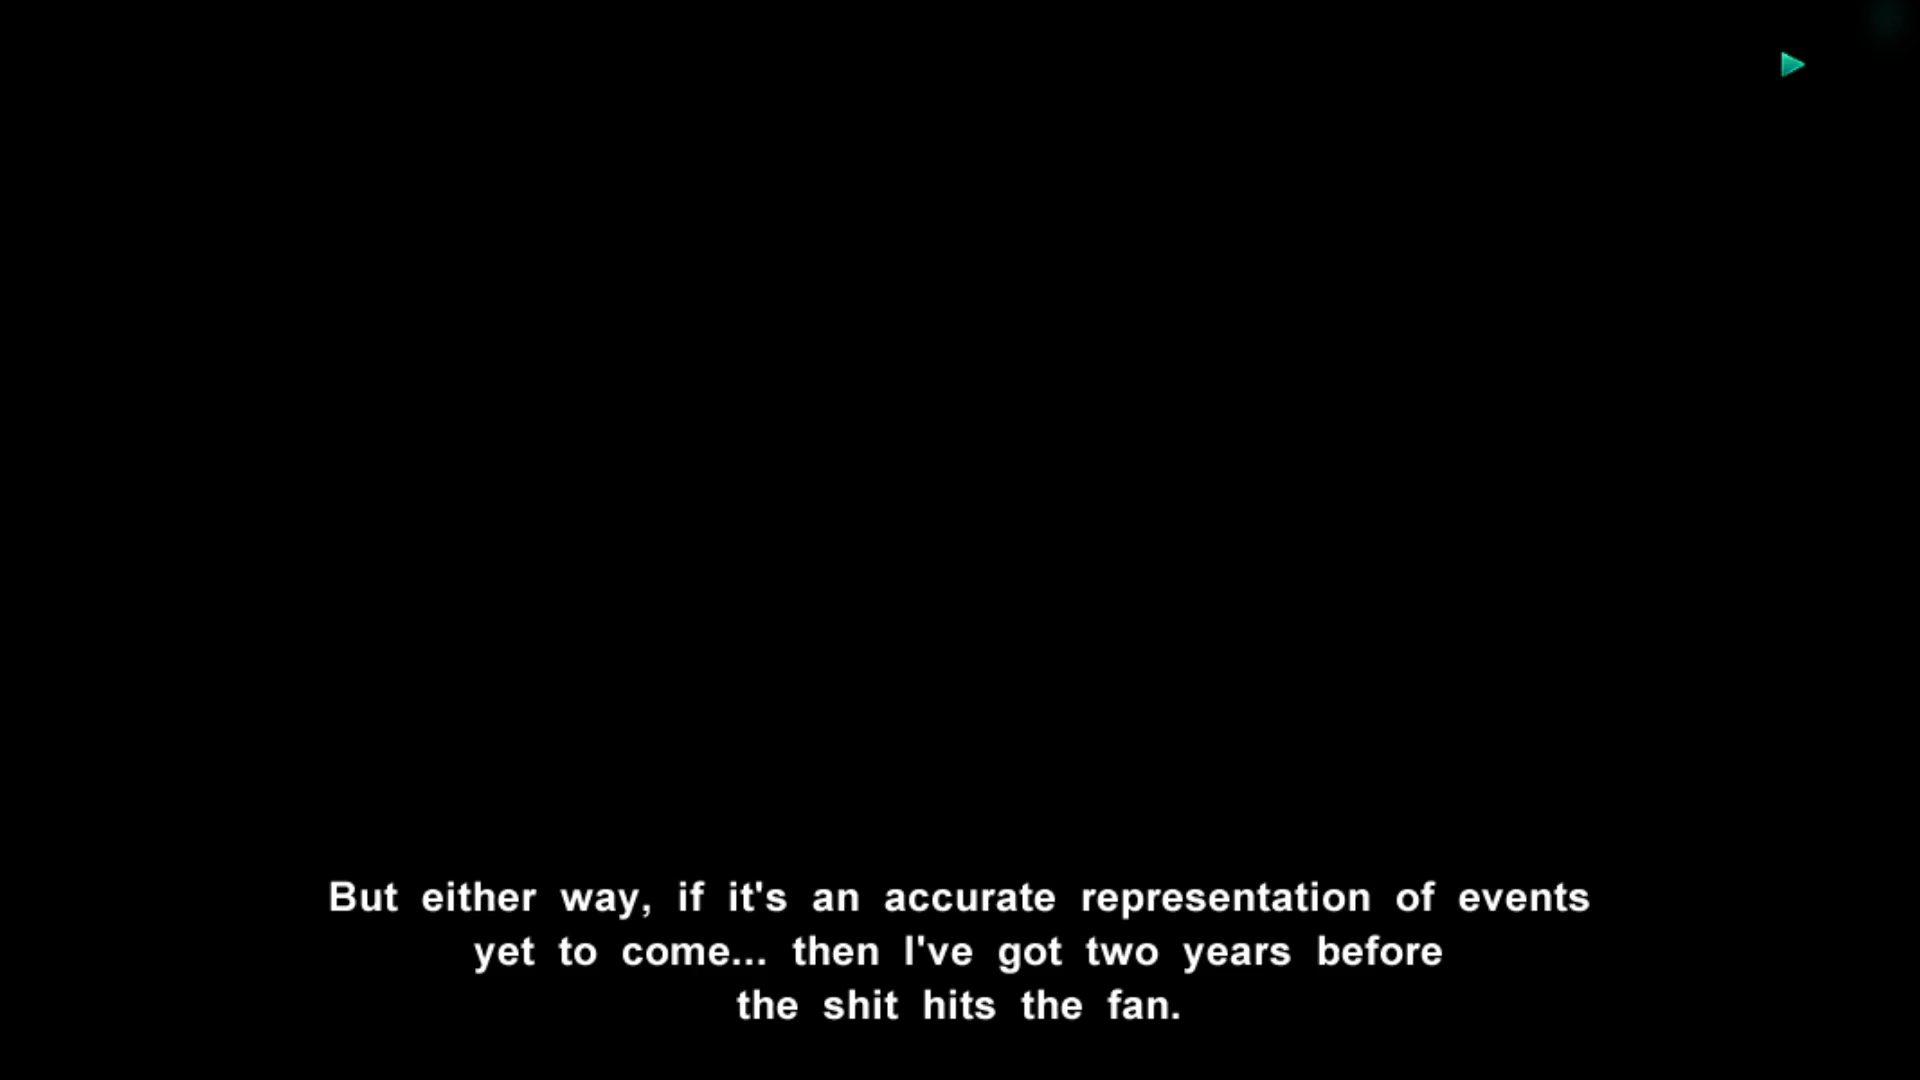 But either way, if it's an accurate representation of events
yet to come... then I've got two years before
the shit hits the fan.